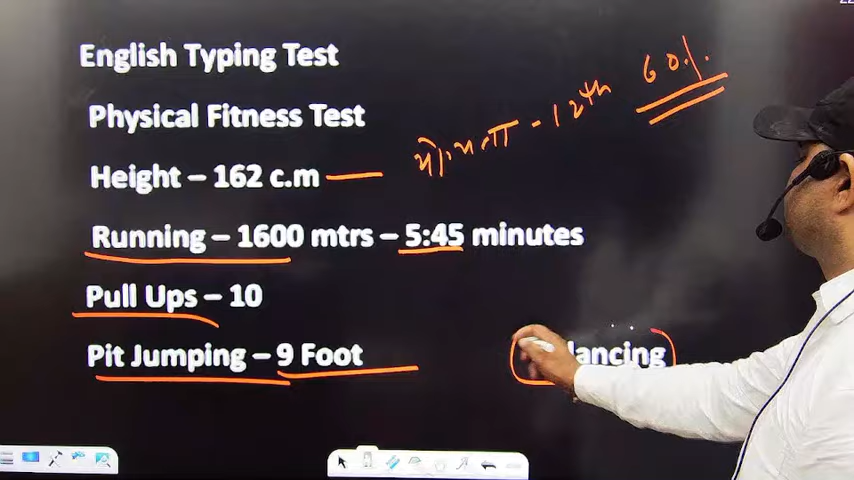 English Typing Test
Physical Fitness Test
Height – 162 c.m
योग्यता - 12th 60%
Running – 1600 mtrs – 5:45 minutes
Pull Ups – 10
Pit Jumping – 9 Foot